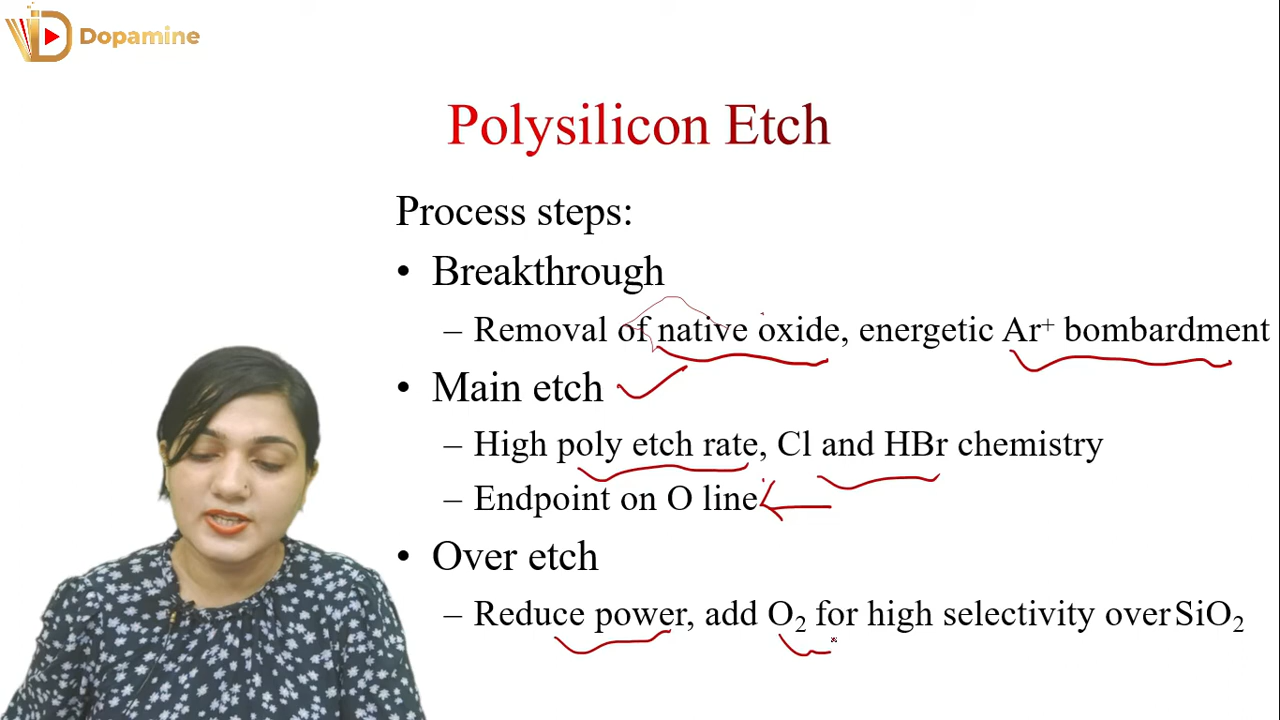 Dopamine
Polysilicon Etch
Process steps:
• Breakthrough
– Removal of native oxide, energetic Ar⁺ bombardment
• Main etch
– High poly etch rate, Cl and HBr chemistry
– Endpoint on O line
• Over etch
– Reduce power, add O₂ for high selectivity over SiO₂